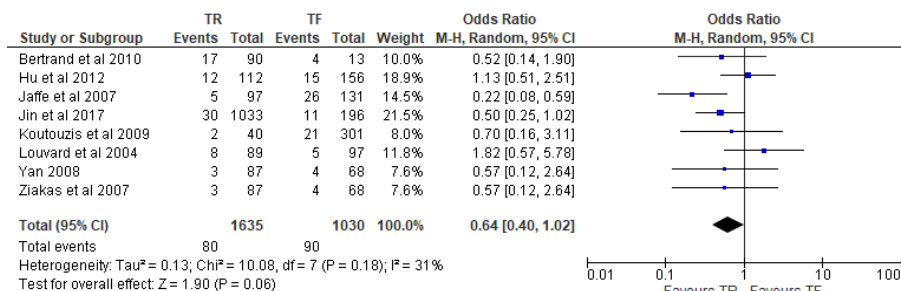 TR TF Odds Ratio Odds Ratio
Study or Subgroup Events Total Events Total Weight M-H, Random, 95% CI M-H, Random, 95% CI
Bertrand et al 2010 17 90 4 13 10.0% 0.52 [0.14, 1.90]
Hu et al 2012 12 112 15 156 18.9% 1.13 [0.51, 2.51]
Jaffe et al 2007 5 97 26 131 14.5% 0.22 [0.08, 0.59]
Jin et al 2017 30 1033 11 196 21.5% 0.50 [0.25, 1.02]
Koutouzis et al 2009 2 40 21 301 8.0% 0.70 [0.16, 3.11]
Louvard et al 2004 8 89 5 97 11.8% 1.82 [0.57, 5.78]
Yan 2008 3 87 4 68 7.6% 0.57 [0.12, 2.64]
Ziakas et al 2007 3 87 4 68 7.6% 0.57 [0.12, 2.64]
Total (95% CI) 1635 1030 100.0% 0.64 [0.40, 1.02]
Total events 80 90
Heterogeneity: Tau² = 0.13; Chi² = 10.08, df = 7 (P = 0.18); I² = 31%
Test for overall effect: Z = 1.90 (P = 0.06)
0.01 0.1 1 10 100
Favours TR Favours TF